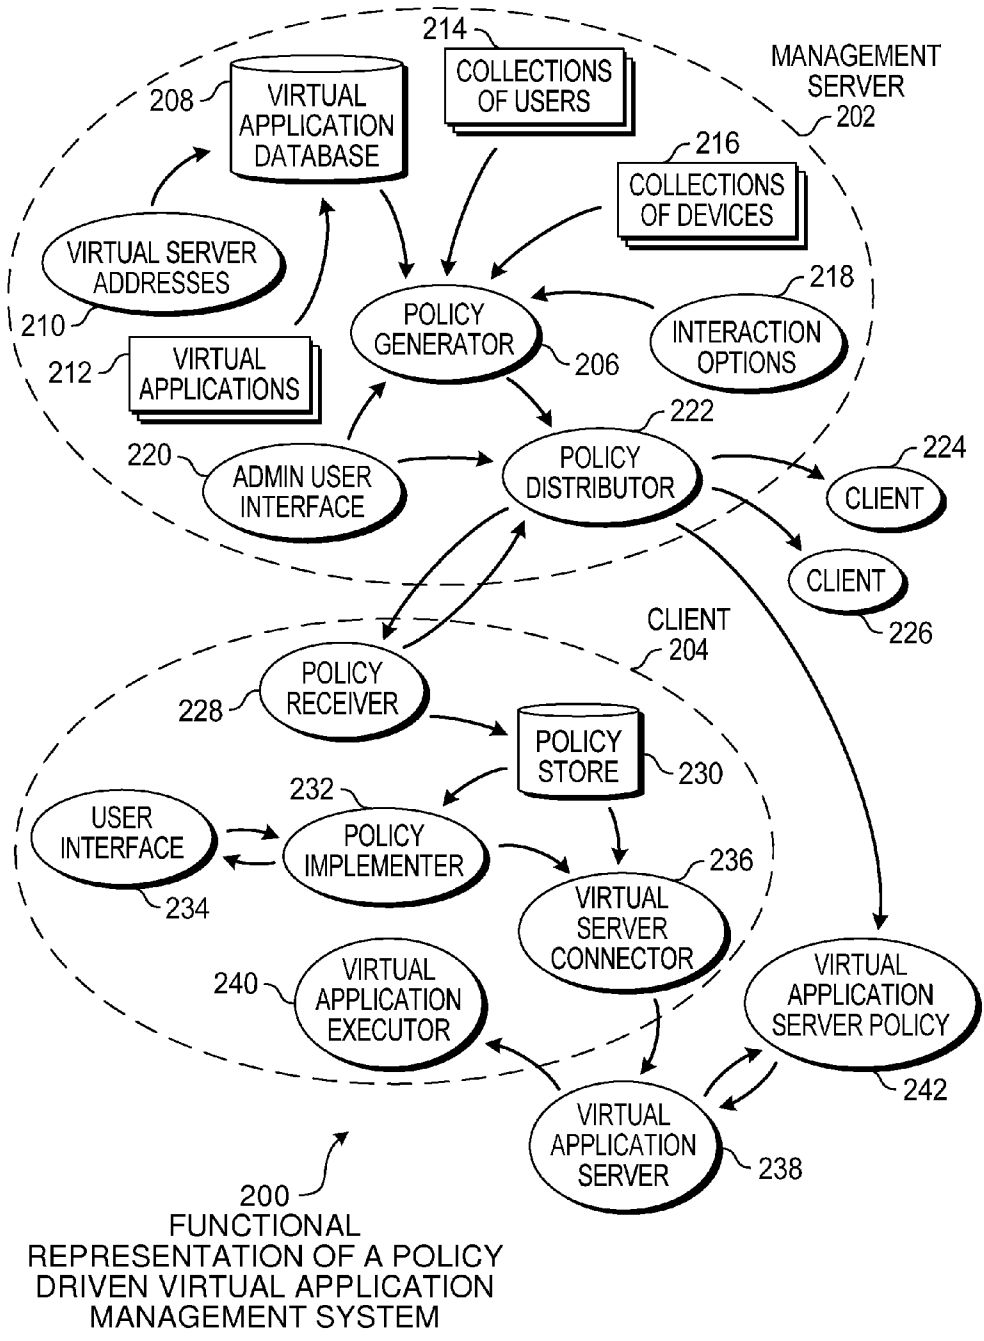 214
COLLECTIONS
OF USERS
MANAGEMENT
SERVER
202
208
VIRTUAL
APPLICATION
DATABASE
216
COLLECTIONS
OF DEVICES
VIRTUAL SERVER
ADDRESSES
210
218
INTERACTION
OPTIONS
POLICY
GENERATOR
206
212
VIRTUAL
APPLICATIONS
222
POLICY
DISTRIBUTOR
220
ADMIN USER
INTERFACE
224
CLIENT
CLIENT
226
CLIENT
204
POLICY
RECEIVER
228
POLICY
STORE
230
232
POLICY
IMPLEMENTER
USER
INTERFACE
234
236
VIRTUAL
SERVER
CONNECTOR
240
VIRTUAL
APPLICATION
EXECUTOR
VIRTUAL
APPLICATION
SERVER POLICY
242
VIRTUAL
APPLICATION
SERVER
238
200
FUNCTIONAL
REPRESENTATION OF A POLICY
DRIVEN VIRTUAL APPLICATION
MANAGEMENT SYSTEM